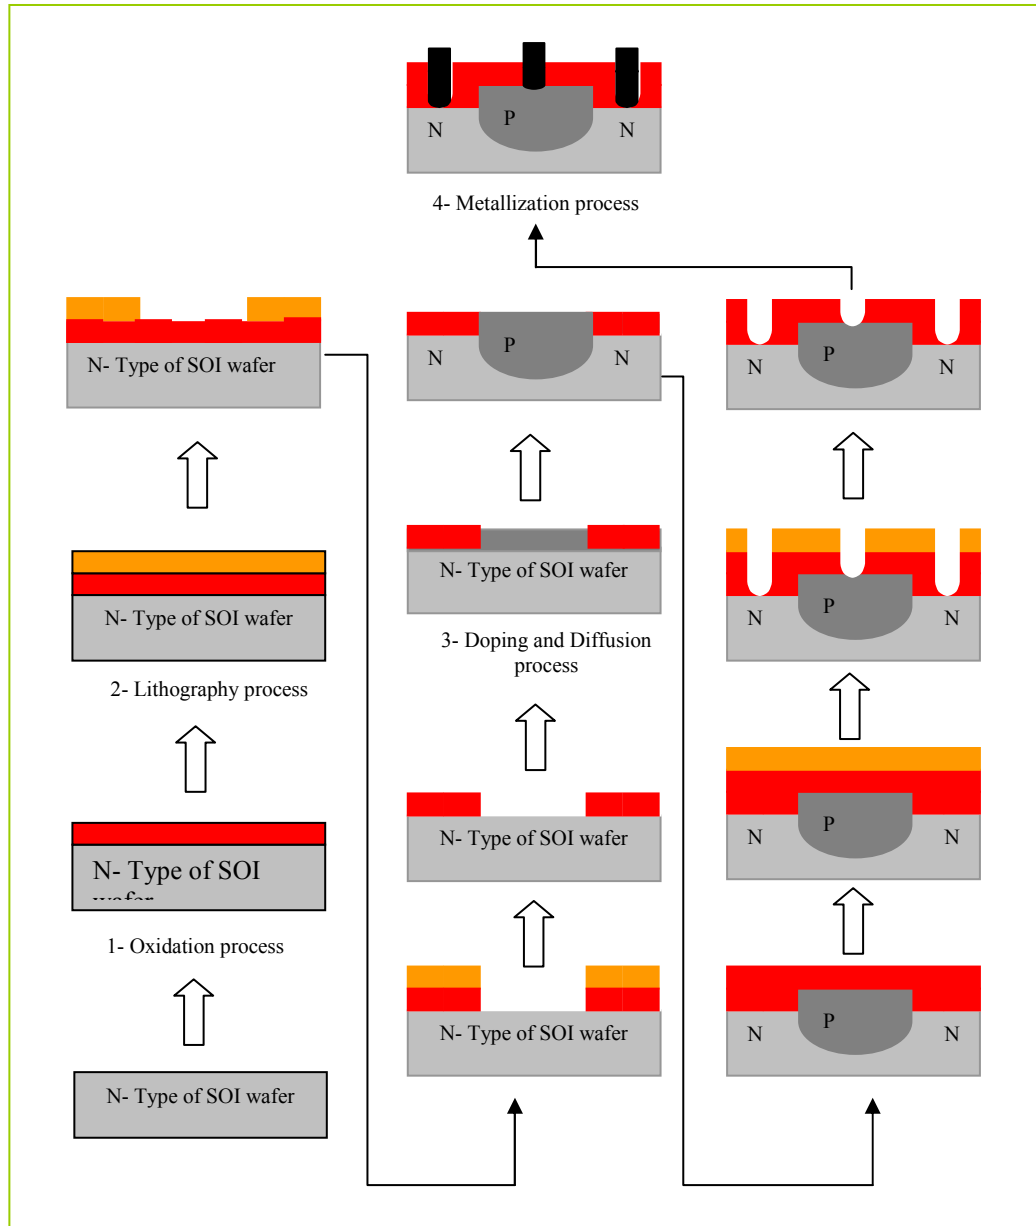 P
N
N
4- Metallization process
N- Type of SOI wafer
P
N
N
P
N
N
N- Type of SOI wafer
N- Type of SOI wafer
P
N
N
2- Lithography process
3- Doping and Diffusion
process
N- Type of SOI
wafer
N- Type of SOI wafer
P
N
N
1- Oxidation process
N- Type of SOI wafer
P
N
N
N- Type of SOI wafer